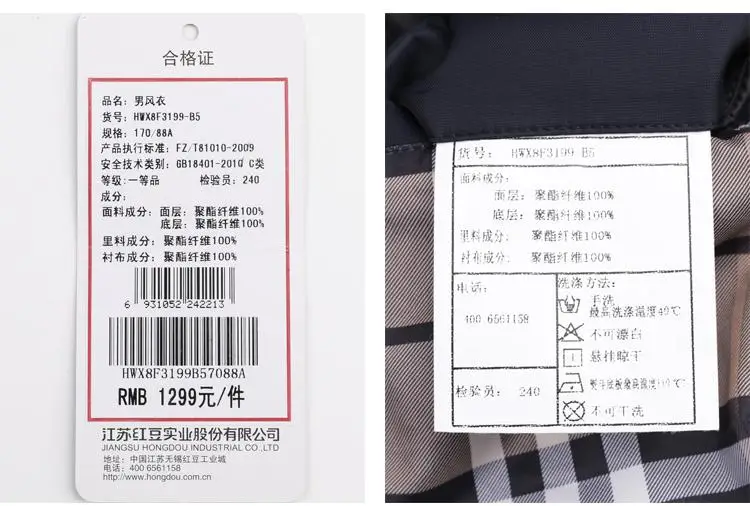 合格证
品名: 男风衣
货号: HWX8F3199-B5
规格: 170/88A
产品执行标准: FZ/T81010-2009
安全技术类别: GB18401-2010 C类
等级: 一等品 检验员: 240
成分:
面料成分: 面层: 聚酯纤维100%
底层: 聚酯纤维100%
里料成分: 聚酯纤维100%
衬布成分: 聚酯纤维100%
6 931052 242213
HWX8F3199B57088A
RMB 1299元/件
江苏红豆实业股份有限公司
JIANGSU HONGDOU INDUSTRIAL CO., LTD
地址: 中国江苏无锡红豆工业城
电话: 400 6561158
www.hongdou.com
货号: HWX8F3199-B5
面料成分:
面层: 聚酯纤维100%
底层: 聚酯纤维100%
里料成分: 聚酯纤维100%
衬布成分: 聚酯纤维100%
电话:
400 6561158
检验员: 240
洗涤方法:
手洗
最高洗涤温度40℃
不可漂白
悬挂晾干
熨斗底板最高温度110℃
不可干洗